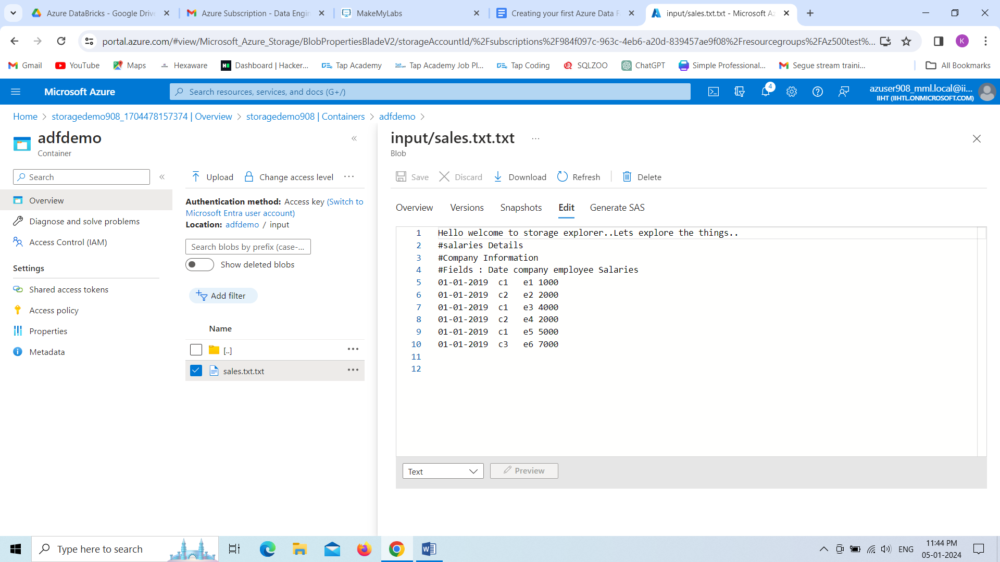 Azure DataBricks - Google Drive
Azure Subscription - Data Engin
MakeMyLabs
Creating your first Azure Data F
input/sales.txt.txt - Microsoft Az
portal.azure.com/#view/Microsoft_Azure_Storage/BlobPropertiesBladeV2/storageAccountId/%2Fsubscriptions%2F984f097c-963c-4eb6-a20d-839457ae9f08%2Fresourcegroups%2FAz500test%...
K
Gmail
YouTube
Maps
Hexaware
Dashboard | Hacker...
Tap Academy
Tap Academy Job Pl...
Tap Coding
SQLZOO
ChatGPT
Simple Professional...
Segue stream traini...
All Bookmarks
Microsoft Azure
Search resources, services, and docs (G+/)
4
azuser908_mml.local@ii...
IIHT (IIHTL.ONMICROSOFT.COM)
Home > storagedemo908_1704478157374 | Overview > storagedemo908 | Containers > adfdemo >
adfdemo
Container
Search
Overview
Diagnose and solve problems
Access Control (IAM)
Settings
Shared access tokens
Access policy
Properties
Metadata
Upload
Change access level
Authentication method: Access key (Switch to
Microsoft Entra user account)
Location: adfdemo / input
Search blobs by prefix (case-...
Show deleted blobs
Add filter
Name
[..]
sales.txt.txt
input/sales.txt.txt
Blob
Save
Discard
Download
Refresh
Delete
Overview
Versions
Snapshots
Edit
Generate SAS
1 Hello welcome to storage explorer..Lets explore the things..
2 #salaries Details
3 #Company Information
4 #Fields : Date company employee Salaries
5 01-01-2019 c1 e1 1000
6 01-01-2019 c2 e2 2000
7 01-01-2019 c1 e3 4000
8 01-01-2019 c2 e4 2000
9 01-01-2019 c1 e5 5000
10 01-01-2019 c3 e6 7000
11
12
Text
Preview
Type here to search
ENG
11:44 PM
05-01-2024